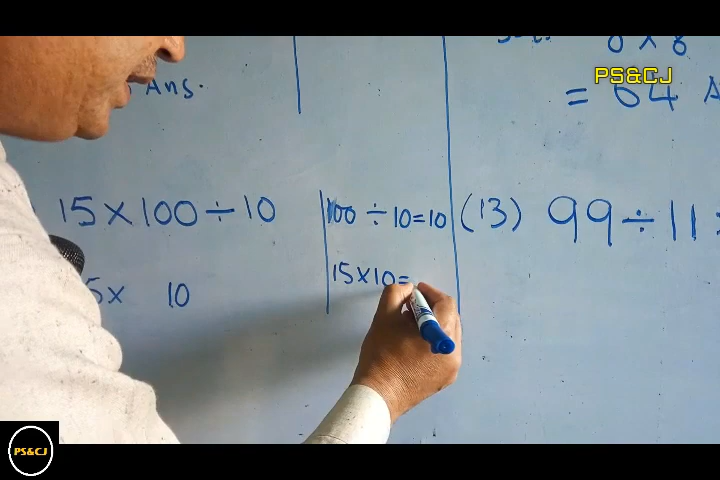 8 × 8
PS&CJ
= 64 A
Ans.
15 × 100 ÷ 10
100 ÷ 10 = 10
(13) 99 ÷ 11
15 × 10 =
5 × 10
PS&CJ